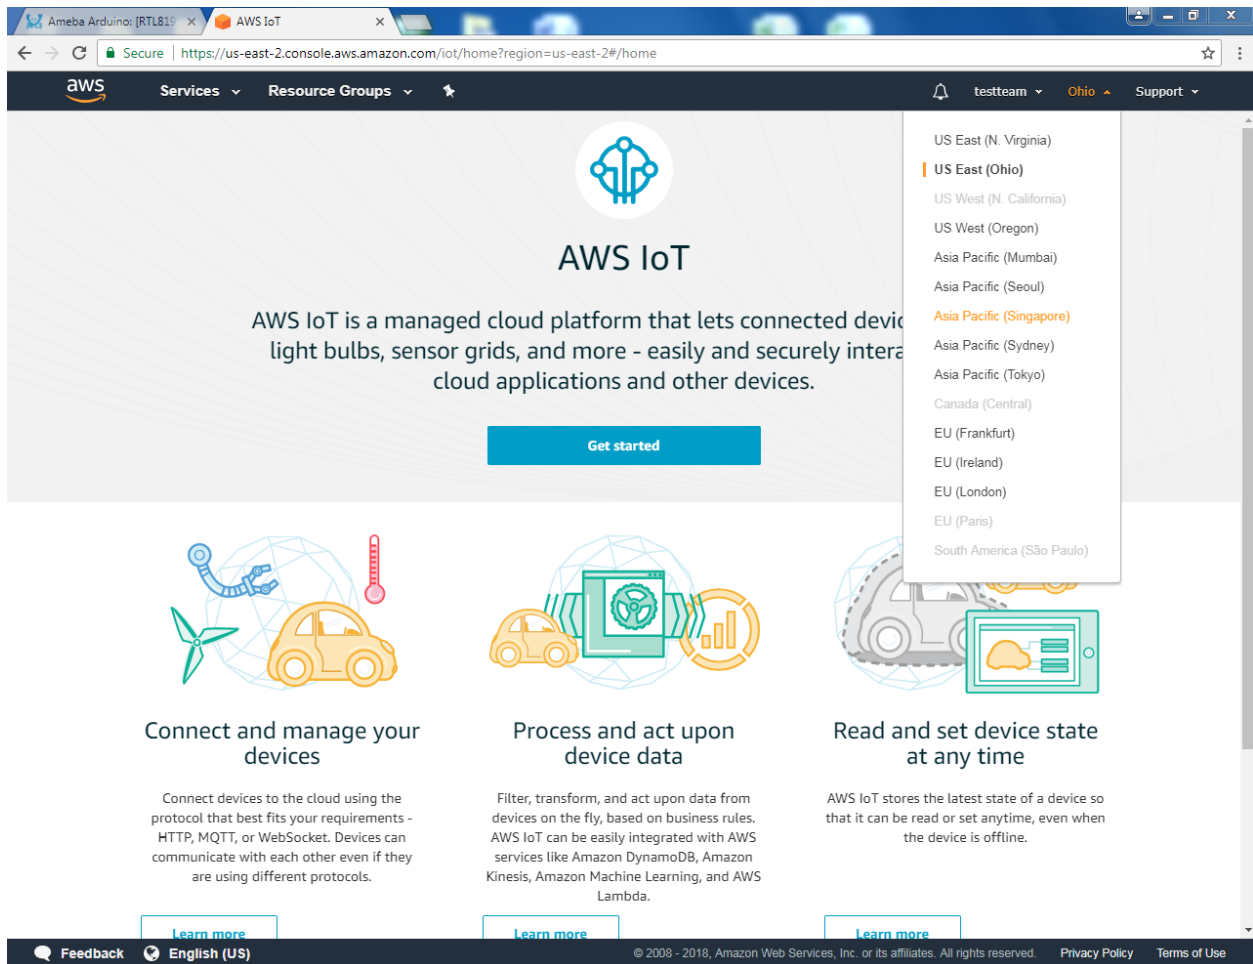 Ameba Arduino: [RTL819
AWS IoT
Secure | https://us-east-2.console.aws.amazon.com/iot/home?region=us-east-2#/home
aws Services Resource Groups testteam Ohio Support
US East (N. Virginia)
US East (Ohio)
US West (N. California)
US West (Oregon)
Asia Pacific (Mumbai)
Asia Pacific (Seoul)
Asia Pacific (Singapore)
Asia Pacific (Sydney)
Asia Pacific (Tokyo)
Canada (Central)
EU (Frankfurt)
EU (Ireland)
EU (London)
EU (Paris)
South America (São Paulo)
AWS IoT
AWS IoT is a managed cloud platform that lets connected devic
light bulbs, sensor grids, and more - easily and securely intera
cloud applications and other devices.
Get started
Connect and manage your
devices
Connect devices to the cloud using the
protocol that best fits your requirements -
HTTP, MQTT, or WebSocket. Devices can
communicate with each other even if they
are using different protocols.
Learn more
Process and act upon
device data
Filter, transform, and act upon data from
devices on the fly, based on business rules.
AWS IoT can be easily integrated with AWS
services like Amazon DynamoDB, Amazon
Kinesis, Amazon Machine Learning, and AWS
Lambda.
Learn more
Read and set device state
at any time
AWS IoT stores the latest state of a device so
that it can be read or set anytime, even when
the device is offline.
Learn more
Feedback English (US) © 2008 - 2018, Amazon Web Services, Inc. or its affiliates. All rights reserved. Privacy Policy Terms of Use